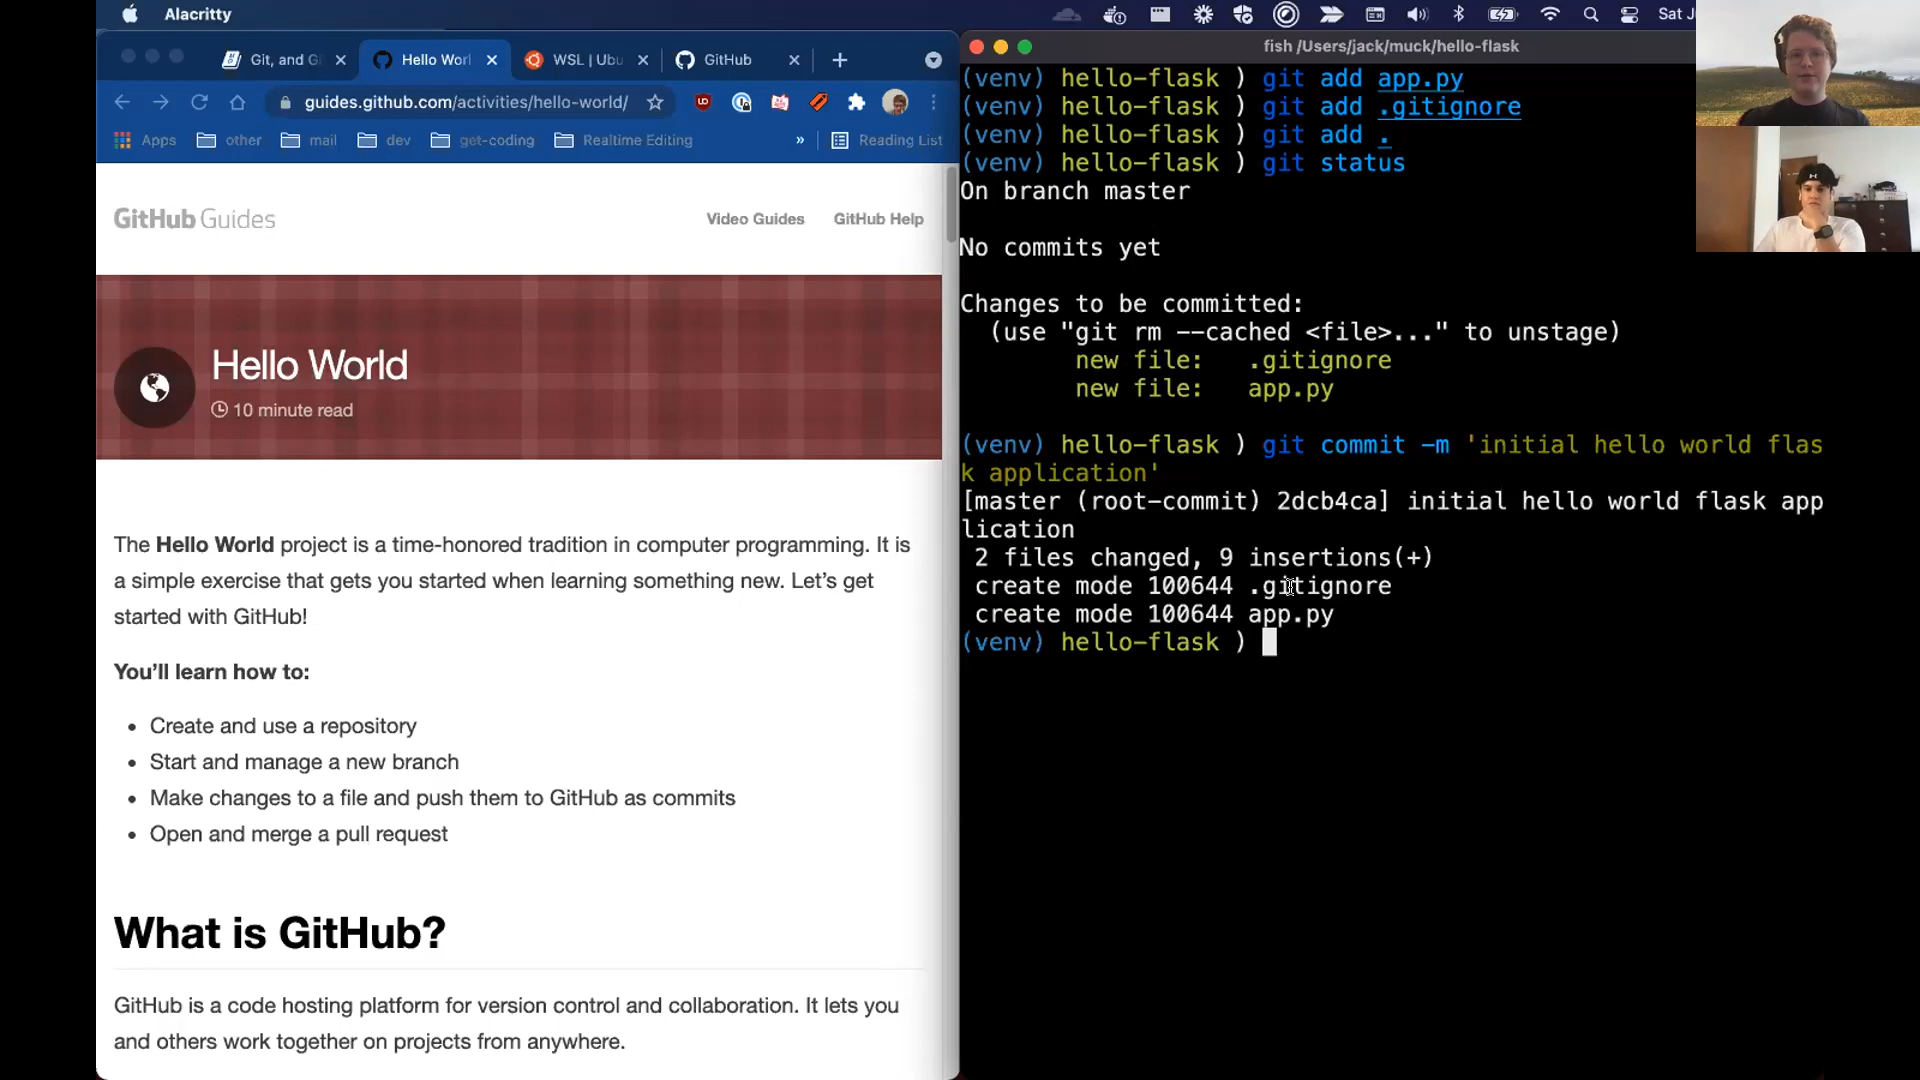 Alacritty
Sat
Git, and G
Hello Worl
WSL | Ubu
GitHub
guides.github.com/activities/hello-world/
Apps
other
mail
dev
get-coding
Realtime Editing
»
Reading List
GitHub Guides
Video Guides
GitHub Help
Hello World
10 minute read
The Hello World project is a time-honored tradition in computer programming. It is
a simple exercise that gets you started when learning something new. Let's get
started with GitHub!
You'll learn how to:
• Create and use a repository
• Start and manage a new branch
• Make changes to a file and push them to GitHub as commits
• Open and merge a pull request
What is GitHub?
GitHub is a code hosting platform for version control and collaboration. It lets you
and others work together on projects from anywhere.
fish /Users/jack/muck/hello-flask
(venv) hello-flask ) git add app.py
(venv) hello-flask ) git add .gitignore
(venv) hello-flask ) git add .
(venv) hello-flask ) git status
On branch master
No commits yet
Changes to be committed:
(use "git rm --cached <file>..." to unstage)
new file:   .gitignore
new file:   app.py
(venv) hello-flask ) git commit -m 'initial hello world flas
k application'
[master (root-commit) 2dcb4ca] initial hello world flask app
lication
2 files changed, 9 insertions(+)
create mode 100644 .gitignore
create mode 100644 app.py
(venv) hello-flask )